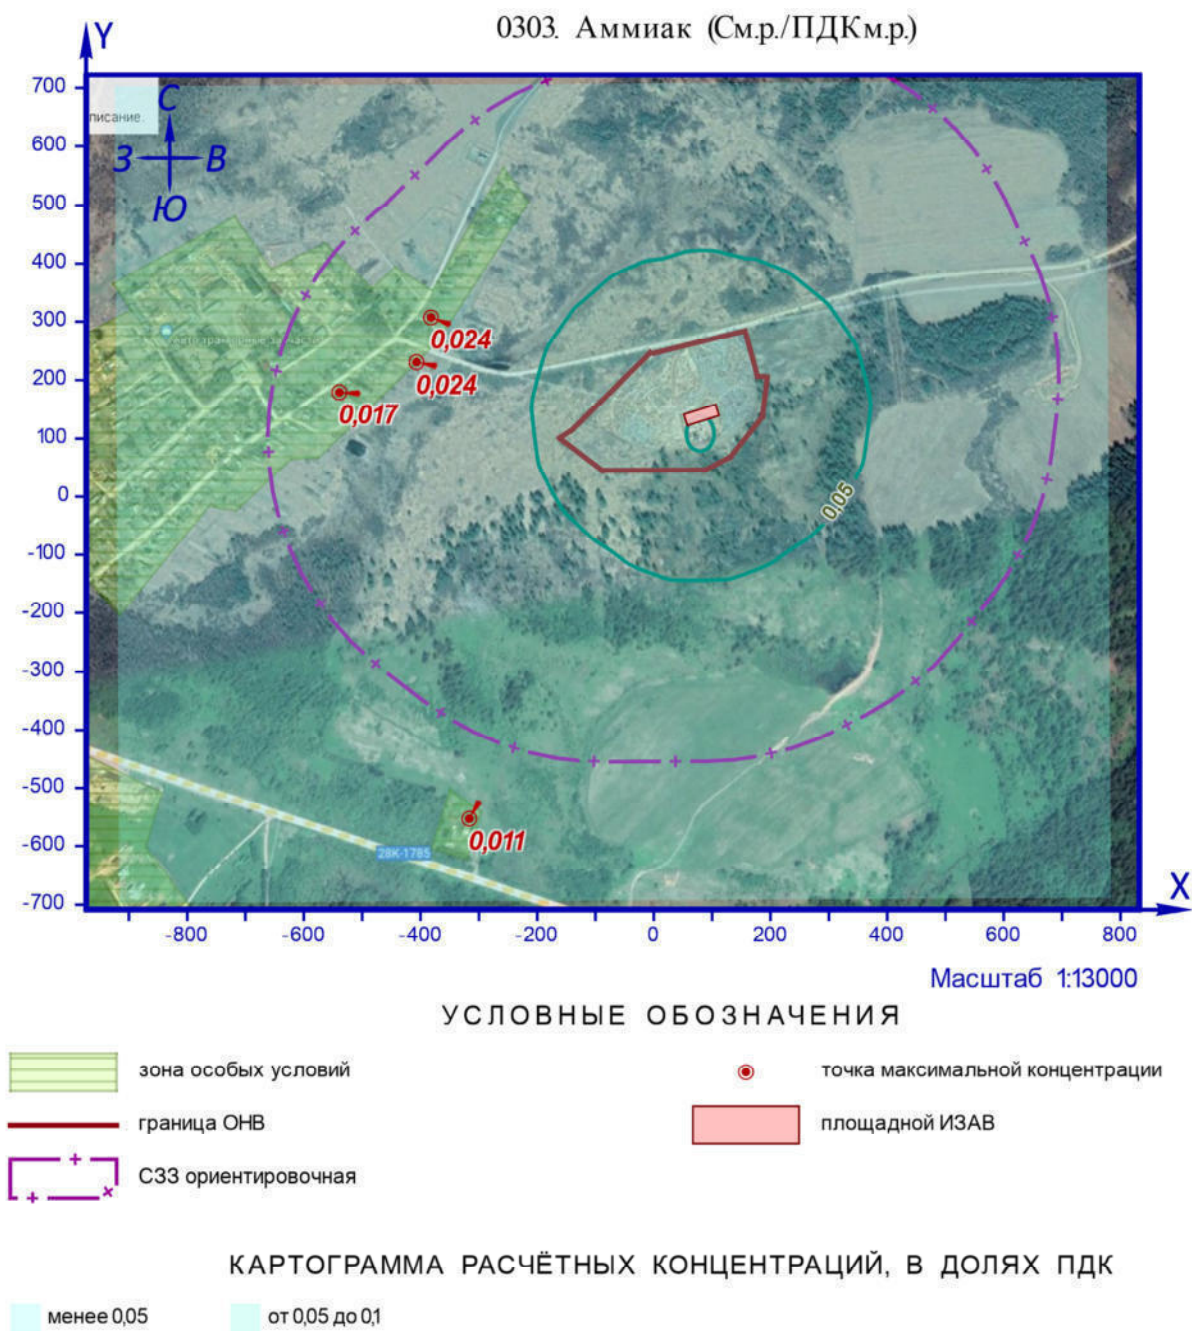 0303. Аммиак (См.р./ПДКм.р.)
Y
700
600
500
400
300
200
100
0
-100
-200
-300
-400
-500
-600
-700
писание.
С
З
В
Ю
0,024
0,024
0,017
0,05
0,011
28К-1785
X
-800
-600
-400
-200
0
200
400
600
800
Масштаб 1:13000
УСЛОВНЫЕ ОБОЗНАЧЕНИЯ
зона особых условий
точка максимальной концентрации
граница ОНВ
площадной ИЗАВ
СЗЗ ориентировочная
КАРТОГРАММА РАСЧЁТНЫХ КОНЦЕНТРАЦИЙ, В ДОЛЯХ ПДК
менее 0,05
от 0,05 до 0,1